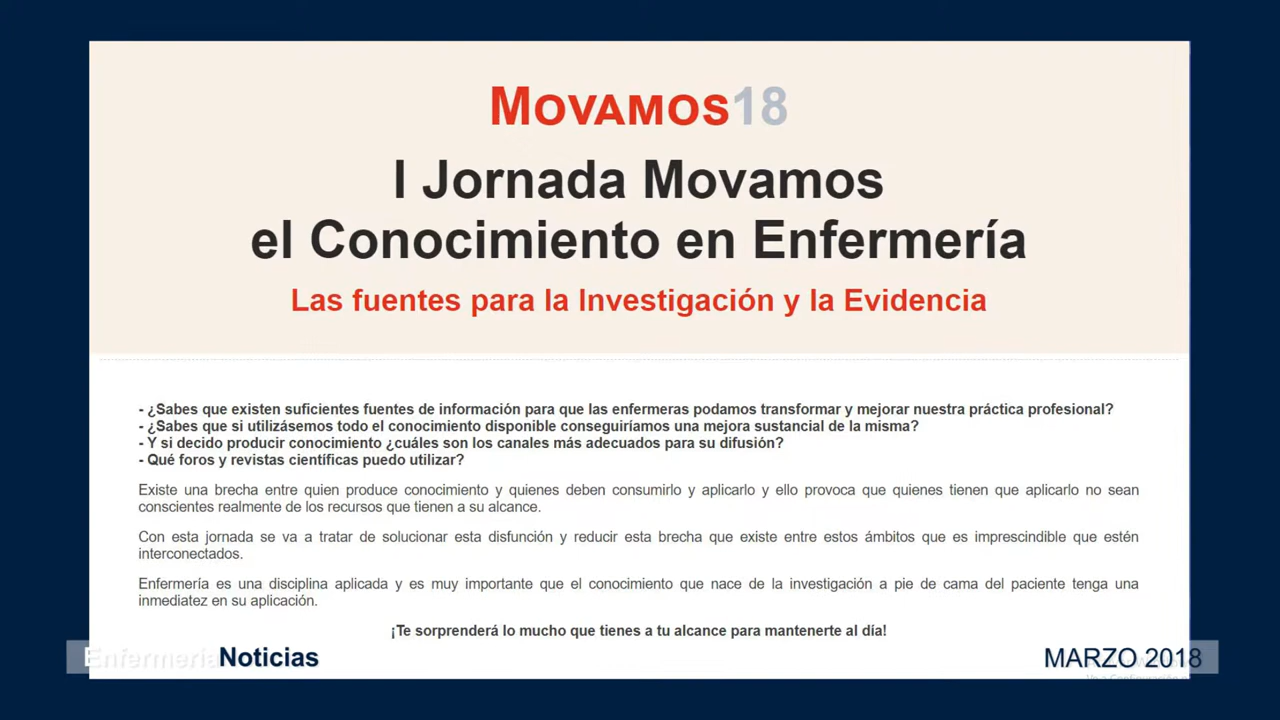 MOVAMOS18
I Jornada Movamos
el Conocimiento en Enfermería
Las fuentes para la Investigación y la Evidencia
- ¿Sabes que existen suficientes fuentes de información para que las enfermeras podamos transformar y mejorar nuestra práctica profesional?
- ¿Sabes que si utilizásemos todo el conocimiento disponible conseguiríamos una mejora sustancial de la misma?
- Y si decido producir conocimiento ¿cuáles son los canales más adecuados para su difusión?
- Qué foros y revistas científicas puedo utilizar?
Existe una brecha entre quien produce conocimiento y quienes deben consumirlo y aplicarlo y ello provoca que quienes tienen que aplicarlo no sean
conscientes realmente de los recursos que tienen a su alcance.
Con esta jornada se va a tratar de solucionar esta disfunción y reducir esta brecha que existe entre estos ámbitos que es imprescindible que estén
interconectados.
Enfermería es una disciplina aplicada y es muy importante que el conocimiento que nace de la investigación a pie de cama del paciente tenga una
inmediatez en su aplicación.
¡Te sorprenderá lo mucho que tienes a tu alcance para mantenerte al día!
EnfermeríaNoticias
MARZO 2018